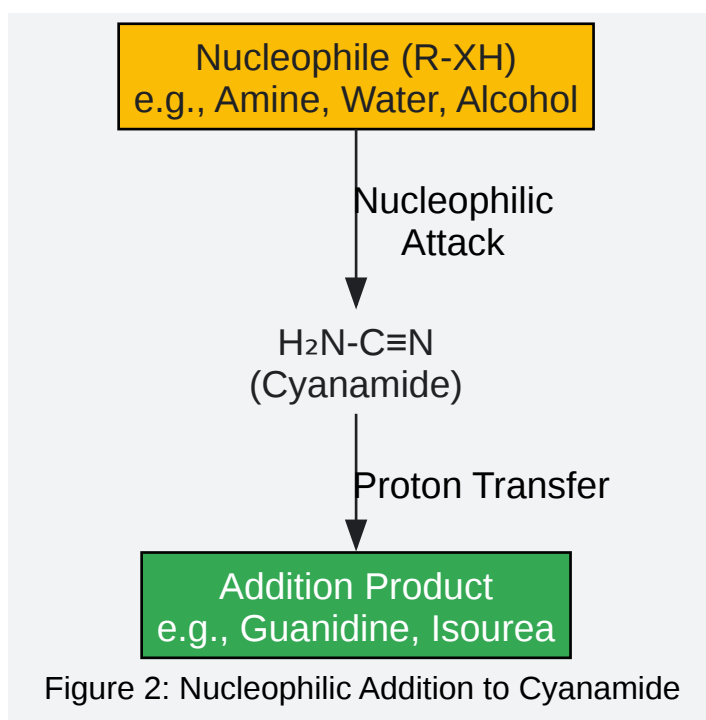 Nucleophile (R-XH)
e.g., Amine, Water, Alcohol
Nucleophilic
Attack
H₂N-C≡N
(Cyanamide)
Proton Transfer
Addition Product
e.g., Guanidine, Isourea
Figure 2: Nucleophilic Addition to Cyanamide